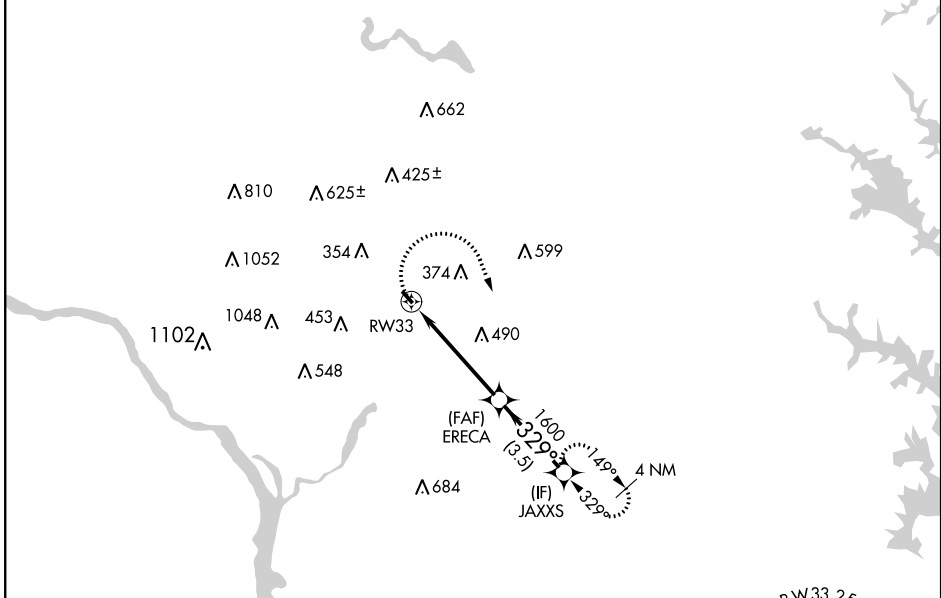 662
425±
810
625±
354
599
1052
374
1048
453
RW33
1102
490
548
(FAF)
ERECA
1600
329°
(3.5)
149°
4 NM
684
(IF)
JAXXS
329°
RW33